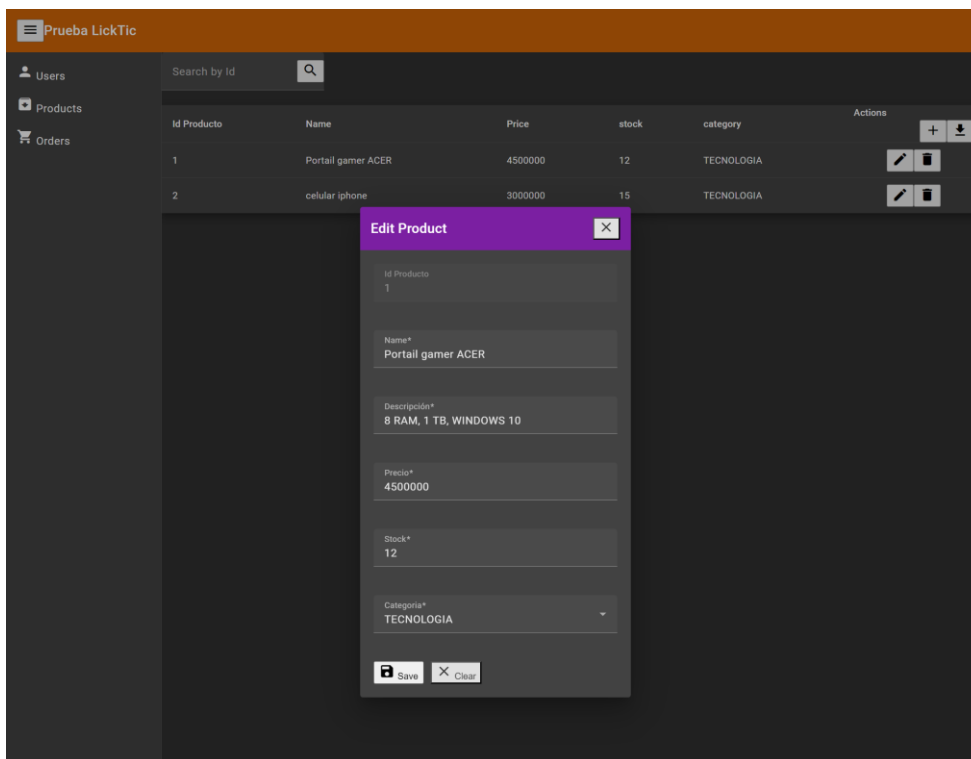 Prueba LickTic
Users
Products
Orders
Search by Id
Id Producto Name Price stock category Actions
1 Portail gamer ACER 4500000 12 TECNOLOGIA
2 celular iphone 3000000 15 TECNOLOGIA
Edit Product
Id Producto
1
Name*
Portail gamer ACER
Descripción*
8 RAM, 1 TB, WINDOWS 10
Precio*
4500000
Stock*
12
Categoria*
TECNOLOGIA
Save Clear